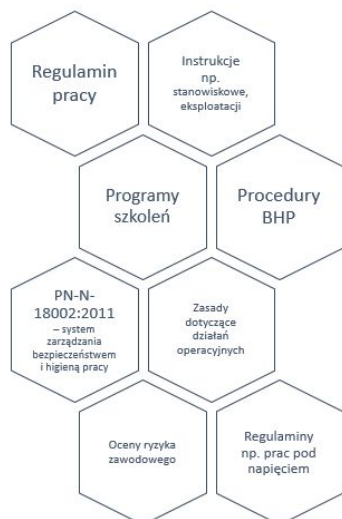 Regulamin
pracy
Instrukcje
np.
stanowiskowe,
eksploatacji
Programy
szkoleń
Procedury
BHP
PN-N-
18002:2011
– system
zarządzania
bezpieczeństwem
i higieną pracy
Zasady
dotyczące
działań
operacyjnych
Oceny ryzyka
zawodowego
Regulaminy
np. prac pod
napięciem